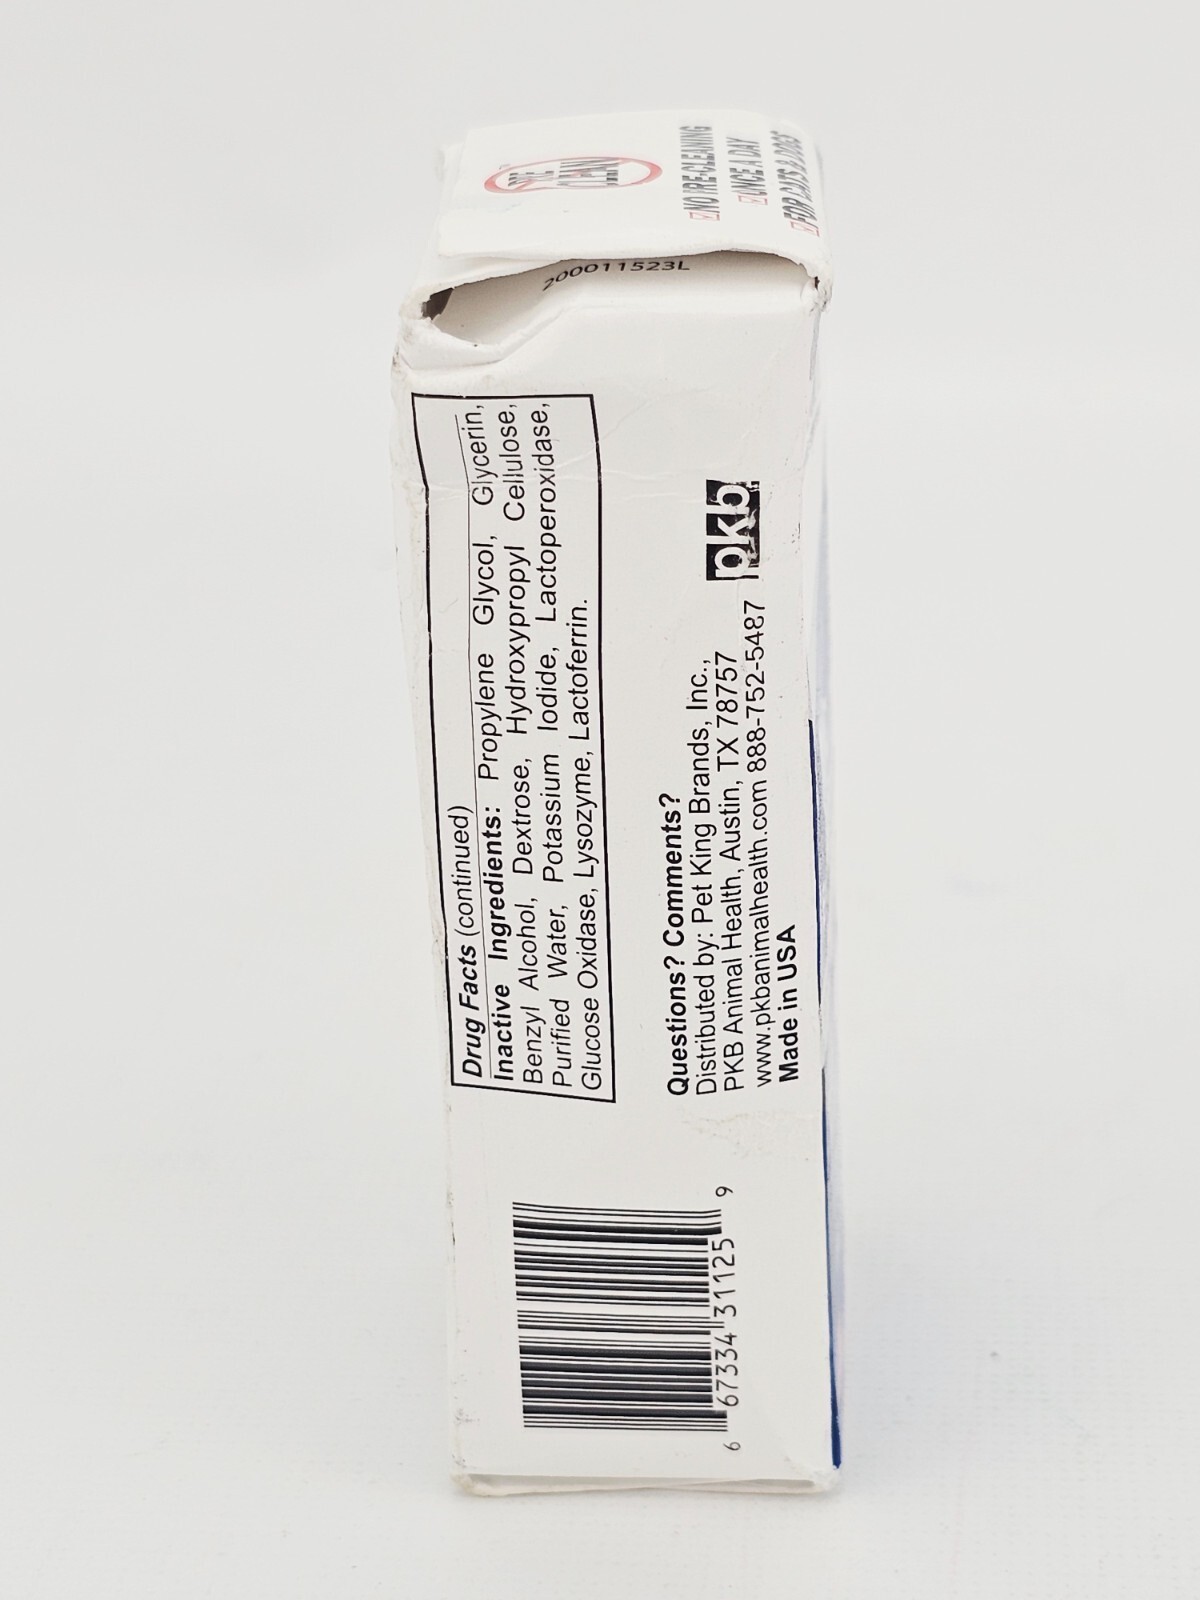 PRE
CLEAN
™
NO PRE-CLEANING
ONCE A DAY
FOR CATS & DOGS
200011523L
Drug Facts (continued)
Inactive Ingredients: Propylene Glycol, Glycerin,
Benzyl Alcohol, Dextrose, Hydroxypropyl Cellulose,
Purified Water, Potassium Iodide, Lactoperoxidase,
Glucose Oxidase, Lysozyme, Lactoferrin.
Questions? Comments?
Distributed by: Pet King Brands, Inc.,
PKB Animal Health, Austin, TX 78757
www.pkbanimalhealth.com 888-752-5487
Made in USA
pkb
6 67334 31125 9